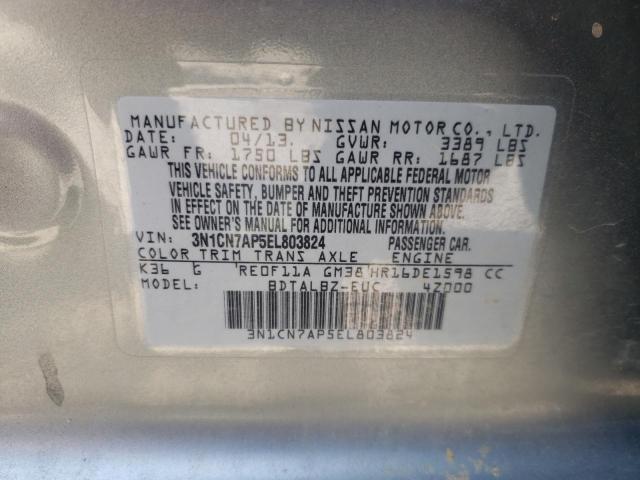 MANUFACTURED BY NISSAN MOTOR CO., LTD.
DATE: 04/13. GVWR: 3389 LBS
GAWR FR: 1750 LBS GAWR RR: 1687 LBS
THIS VEHICLE CONFORMS TO ALL APPLICABLE FEDERAL MOTOR
VEHICLE SAFETY, BUMPER AND THEFT PREVENTION STANDARDS
IN EFFECT ON THE DATE OF MANUFACTURE SHOWN ABOVE.
SEE OWNER'S MANUAL FOR ADDITIONAL INFORMATION.
VIN: 3N1CN7AP5EL803824 PASSENGER CAR.
COLOR TRIM TRANS AXLE ENGINE
K36 G RE0F11A GM38 HR16DE1598 CC
MODEL: BDTALBZ-EUC 4Z000
3N1CN7AP5EL803824